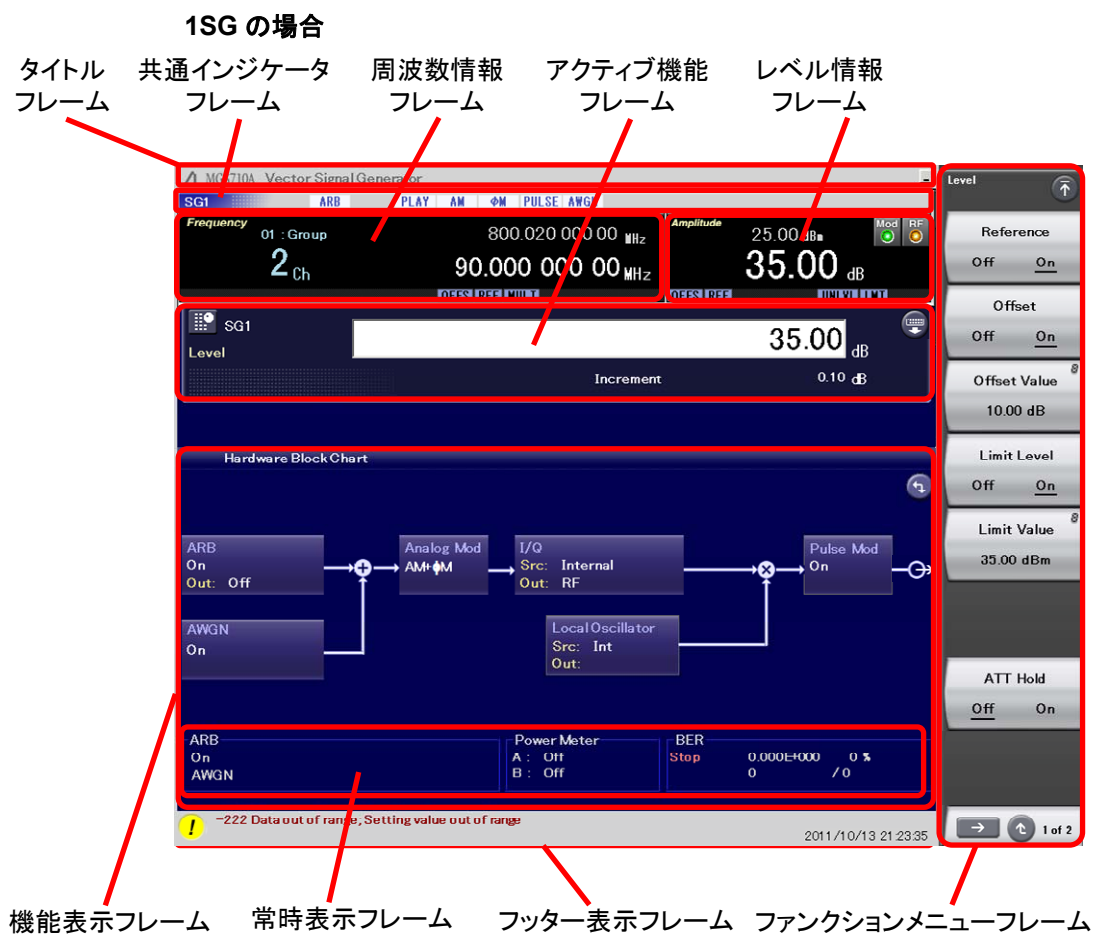 1SG の場合
タイトル
フレーム
共通インジケータ
フレーム
周波数情報
フレーム
アクティブ機能
フレーム
レベル情報
フレーム
MG3710A Vector Signal Generator
SG1 ARB PLAY AM ΦM PULSE AWGN
Frequency
01 : Group 800.020 000 00 MHz
2 Ch 90.000 000 00 MHz
OFFS REF MULT
Amplitude
25.00 dBm
Mod RF
35.00 dB
OFFS REF UNLVL LMT
SG1
Level
35.00 dB
Increment 0.10 dB
Hardware Block Chart
ARB
On
Out: Off
AWGN
On
Analog Mod
AM+ϕM
I/Q
Src: Internal
Out: RF
Local Oscillator
Src: Int
Out:
Pulse Mod
On
ARB
On
AWGN
Power Meter
A : Off
B : Off
BER
Stop 0.000E+000 0 %
0 / 0
! -222 Data out of range; Setting value out of range
2011/10/13 21:23:35
Level
Reference
Off On
Offset
Off On
Offset Value 8
10.00 dB
Limit Level
Off On
Limit Value 8
35.00 dBm
ATT Hold
Off On
1 of 2
機能表示フレーム
常時表示フレーム
フッター表示フレーム
ファンクションメニューフレーム